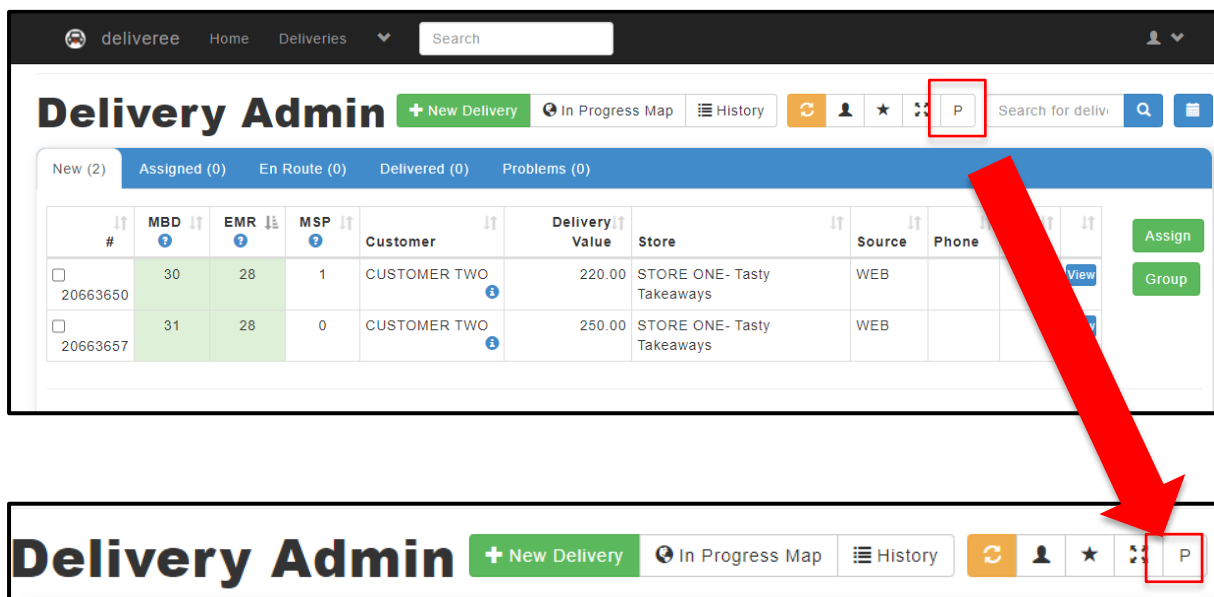 deliveree Home Deliveries Search
Delivery Admin New Delivery In Progress Map History P Search for deliv
New (2) Assigned (0) En Route (0) Delivered (0) Problems (0)
# MBD EMR MSP Customer Delivery Value Store Source Phone
20663650 30 28 1 CUSTOMER TWO 220.00 STORE ONE- Tasty Takeaways WEB View
20663657 31 28 0 CUSTOMER TWO 250.00 STORE ONE- Tasty Takeaways WEB
Assign
Group
Delivery Admin New Delivery In Progress Map History P